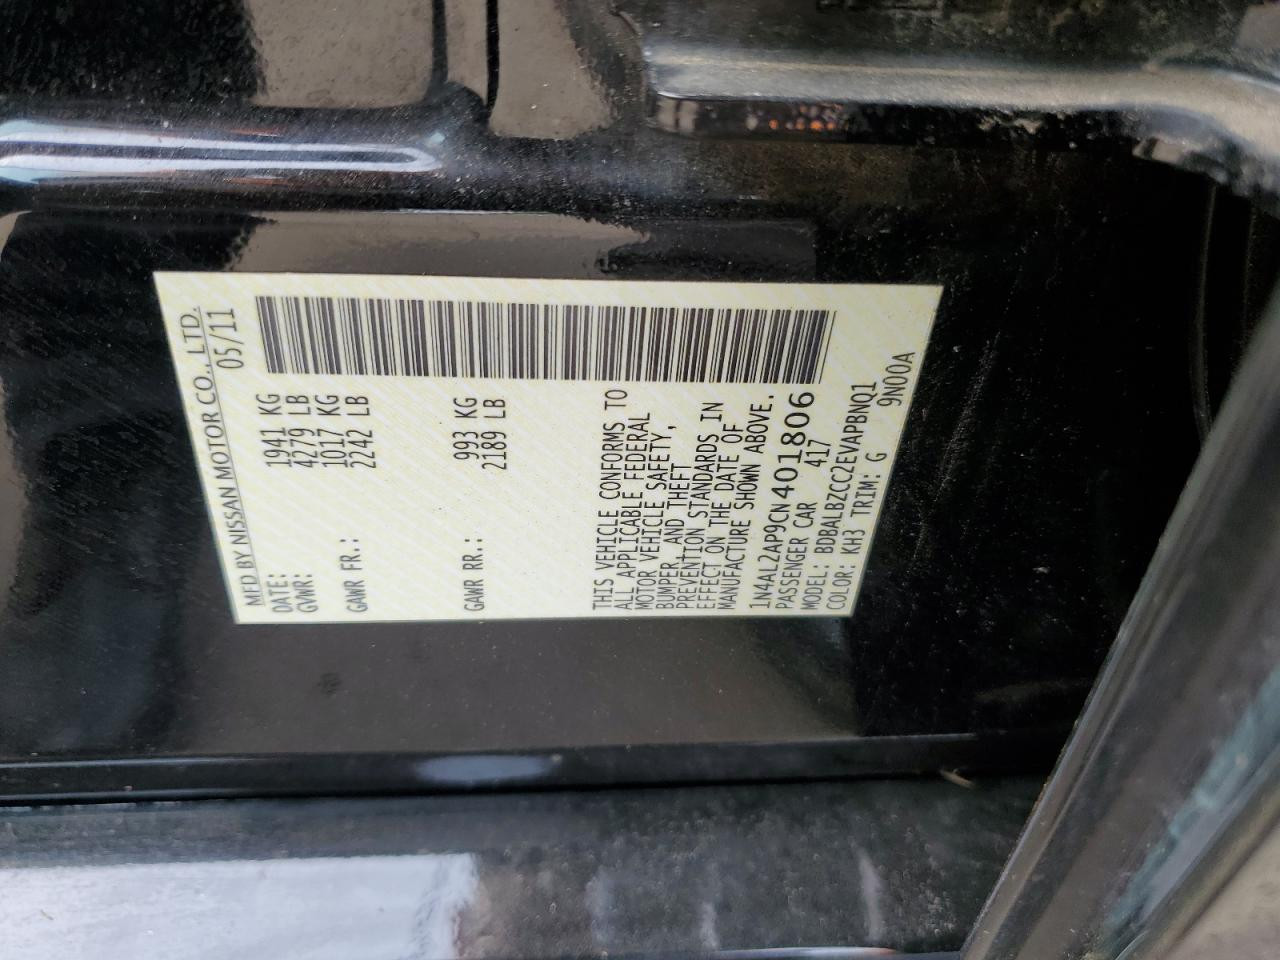 MFD BY NISSAN MOTOR CO., LTD.
DATE: 05/11
GVWR: 1941 KG
4279 LB
GAWR FR.: 1017 KG
2242 LB
GAWR RR.: 993 KG
2189 LB
THIS VEHICLE CONFORMS TO
ALL APPLICABLE FEDERAL
MOTOR VEHICLE SAFETY,
BUMPER, AND THEFT
PREVENTION STANDARDS IN
EFFECT ON THE DATE OF
MANUFACTURE SHOWN ABOVE.
1N4AL2AP9CN401806
PASSENGER CAR 417
MODEL: BDBALBZCC2EVAPBNQ1
COLOR: KH3 TRIM: G 9N00A